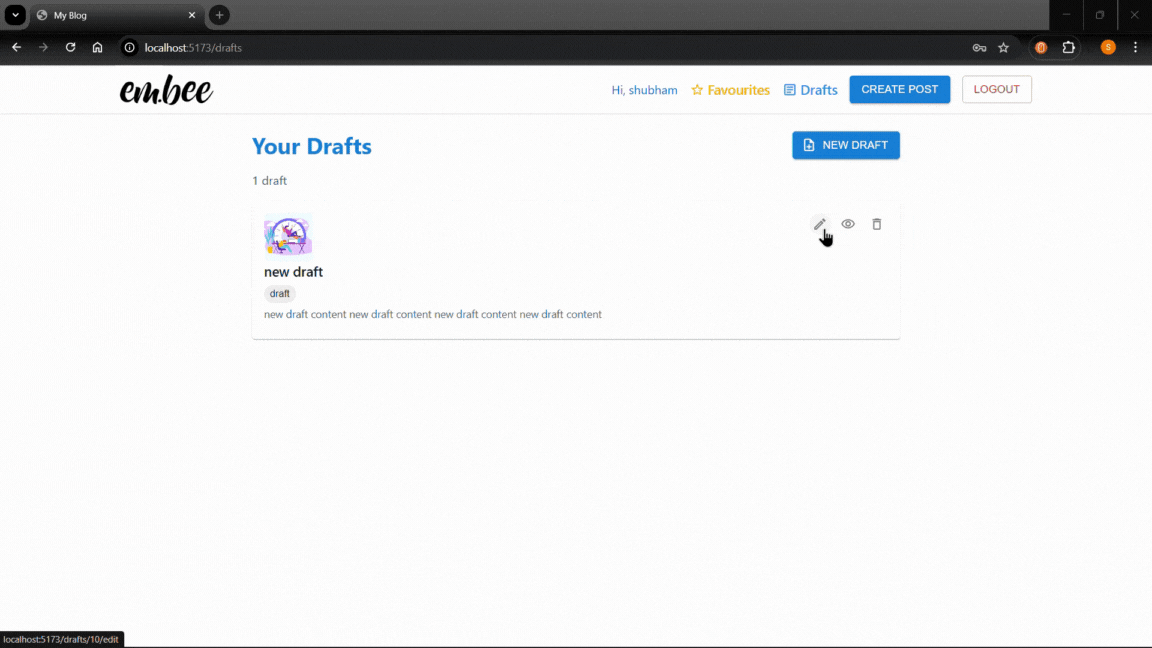 My Blog
localhost:5173/drafts
S
em.bee
Hi, shubham
Favourites
Drafts
CREATE POST
LOGOUT
Your Drafts
NEW DRAFT
1 draft
new draft
draft
new draft content new draft content new draft content new draft content
localhost:5173/drafts/10/edit